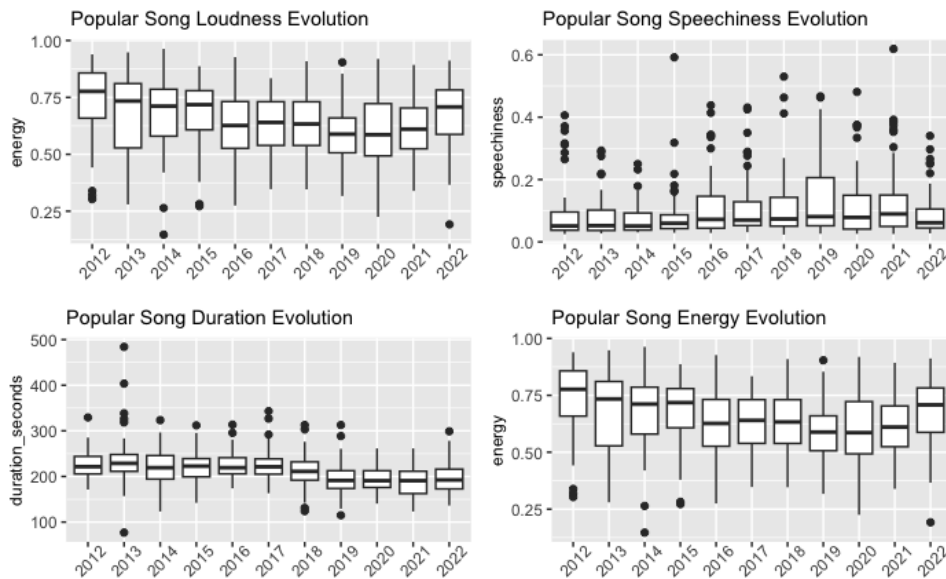 Popular Song Loudness Evolution
1.00
0.75
0.50
0.25
energy
2012 2013 2014 2015 2016 2017 2018 2019 2020 2021 2022
Popular Song Speechiness Evolution
0.6
0.4
0.2
0.0
speechiness
2012 2013 2014 2015 2016 2017 2018 2019 2020 2021 2022
Popular Song Duration Evolution
500
400
300
200
100
duration_seconds
2012 2013 2014 2015 2016 2017 2018 2019 2020 2021 2022
Popular Song Energy Evolution
1.00
0.75
0.50
0.25
energy
2012 2013 2014 2015 2016 2017 2018 2019 2020 2021 2022